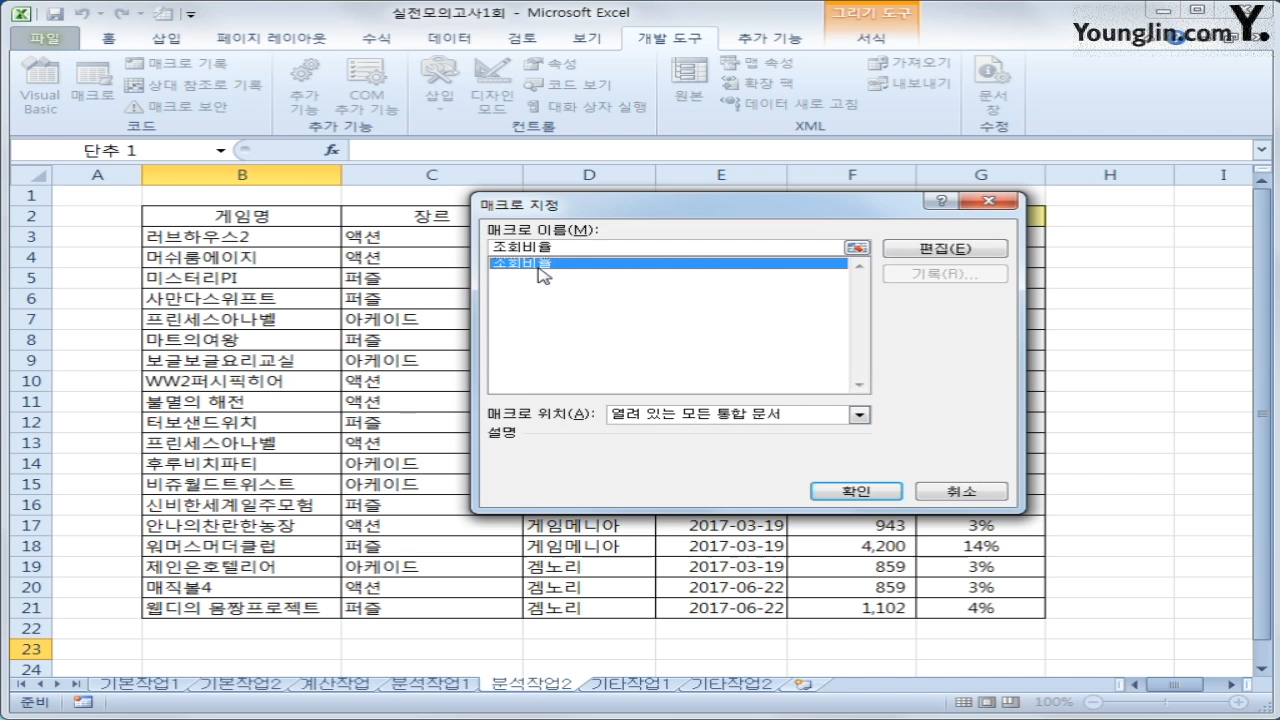 실전모의고사1회 - Microsoft Excel
그리기 도구
YoungJin.com Y.
파일 홈 삽입 페이지 레이아웃 수식 데이터 검토 보기 개발 도구 추가 기능 서식
Visual Basic
매크로
매크로 기록
상대 참조로 기록
매크로 보안
추가 기능
COM 추가 기능
삽입
디자인 모드
속성
코드 보기
대화 상자 실행
원본
맵 속성
확장 팩
데이터 새로 고침
가져오기
내보내기
문서 창
코드 추가 기능 컨트롤 XML 수정
단추 1 fx
A B C D E F G H I
1
2 게임명 장르
3 러브하우스2 액션
4 머쉬룸에이지 액션
5 미스터리PI 퍼즐
6 사만다스위프트 퍼즐
7 프린세스아나벨 아케이드
8 마트의여왕 퍼즐
9 보글보글요리교실 아케이드
10 WW2퍼시픽히어 액션
11 불멸의 해전 액션
12 터보샌드위치 퍼즐
13 프린세스아나벨 액션
14 후루비치파티 아케이드
15 비쥬월드트위스트 아케이드
16 신비한세계일주모험 퍼즐
17 안나의찬란한농장 액션 게임메니아 2017-03-19 943 3%
18 워머스머더클럽 퍼즐 게임메니아 2017-03-19 4,200 14%
19 제인은호텔리어 아케이드 겜노리 2017-03-19 859 3%
20 매직볼4 액션 겜노리 2017-06-22 859 3%
21 웹디의 몸짱프로젝트 퍼즐 겜노리 2017-06-22 1,102 4%
22
23
24
매크로 지정
매크로 이름(M):
조회비율
조회비율
편집(E)
기록(R)...
매크로 위치(A): 열려 있는 모든 통합 문서
설명
확인 취소
기본작업1 기본작업2 계산작업 분석작업1 분석작업2 기타작업1 기타작업2
준비 100%